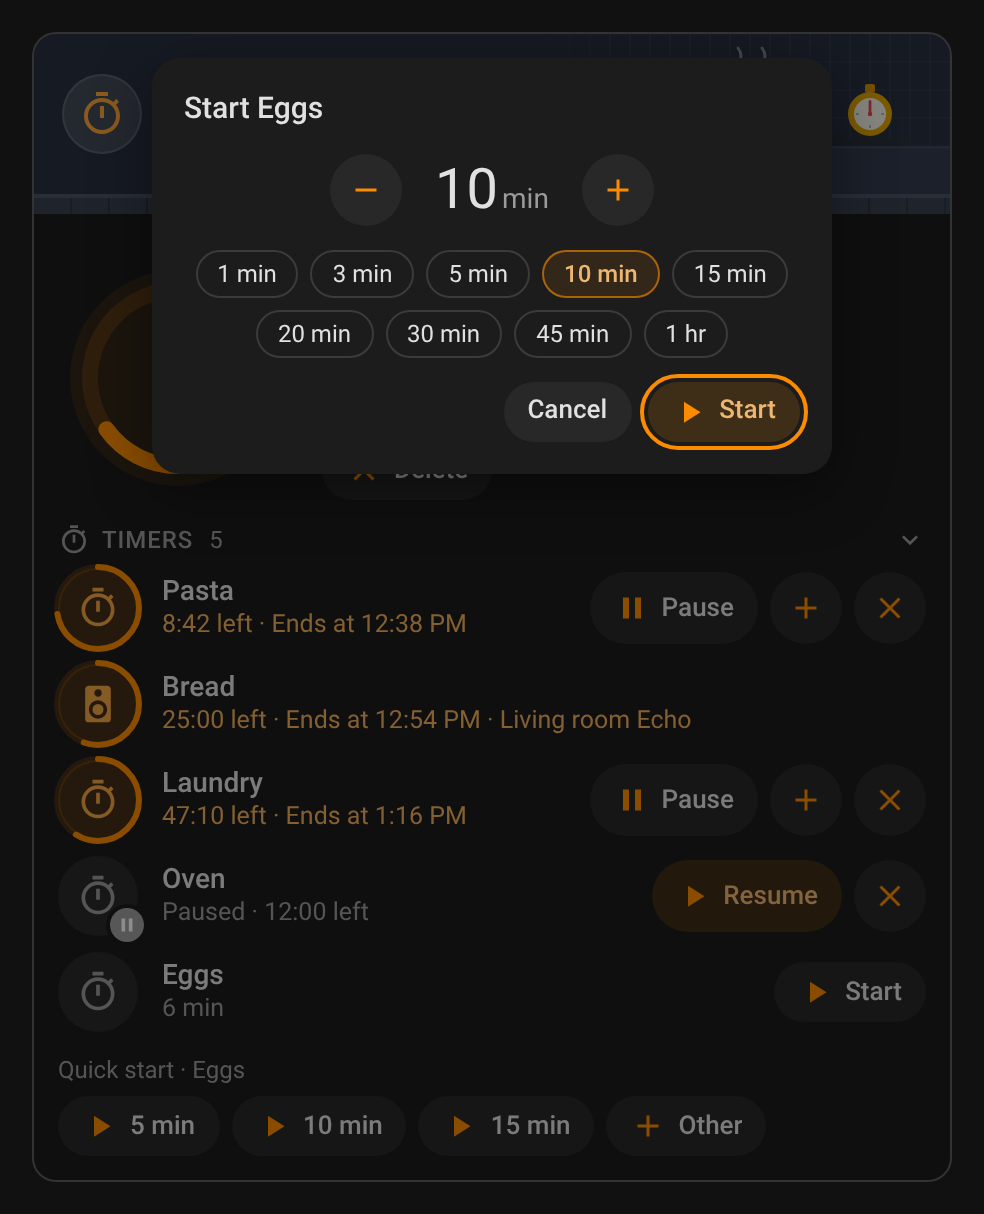 Start Eggs
10 min
1 min 3 min 5 min 10 min 15 min
20 min 30 min 45 min 1 hr
Cancel Start
Delete
TIMERS 5
Pasta
8:42 left · Ends at 12:38 PM
Pause
Bread
25:00 left · Ends at 12:54 PM · Living room Echo
Laundry
47:10 left · Ends at 1:16 PM
Pause
Oven
Paused · 12:00 left
Resume
Eggs
6 min
Start
Quick start · Eggs
5 min 10 min 15 min Other